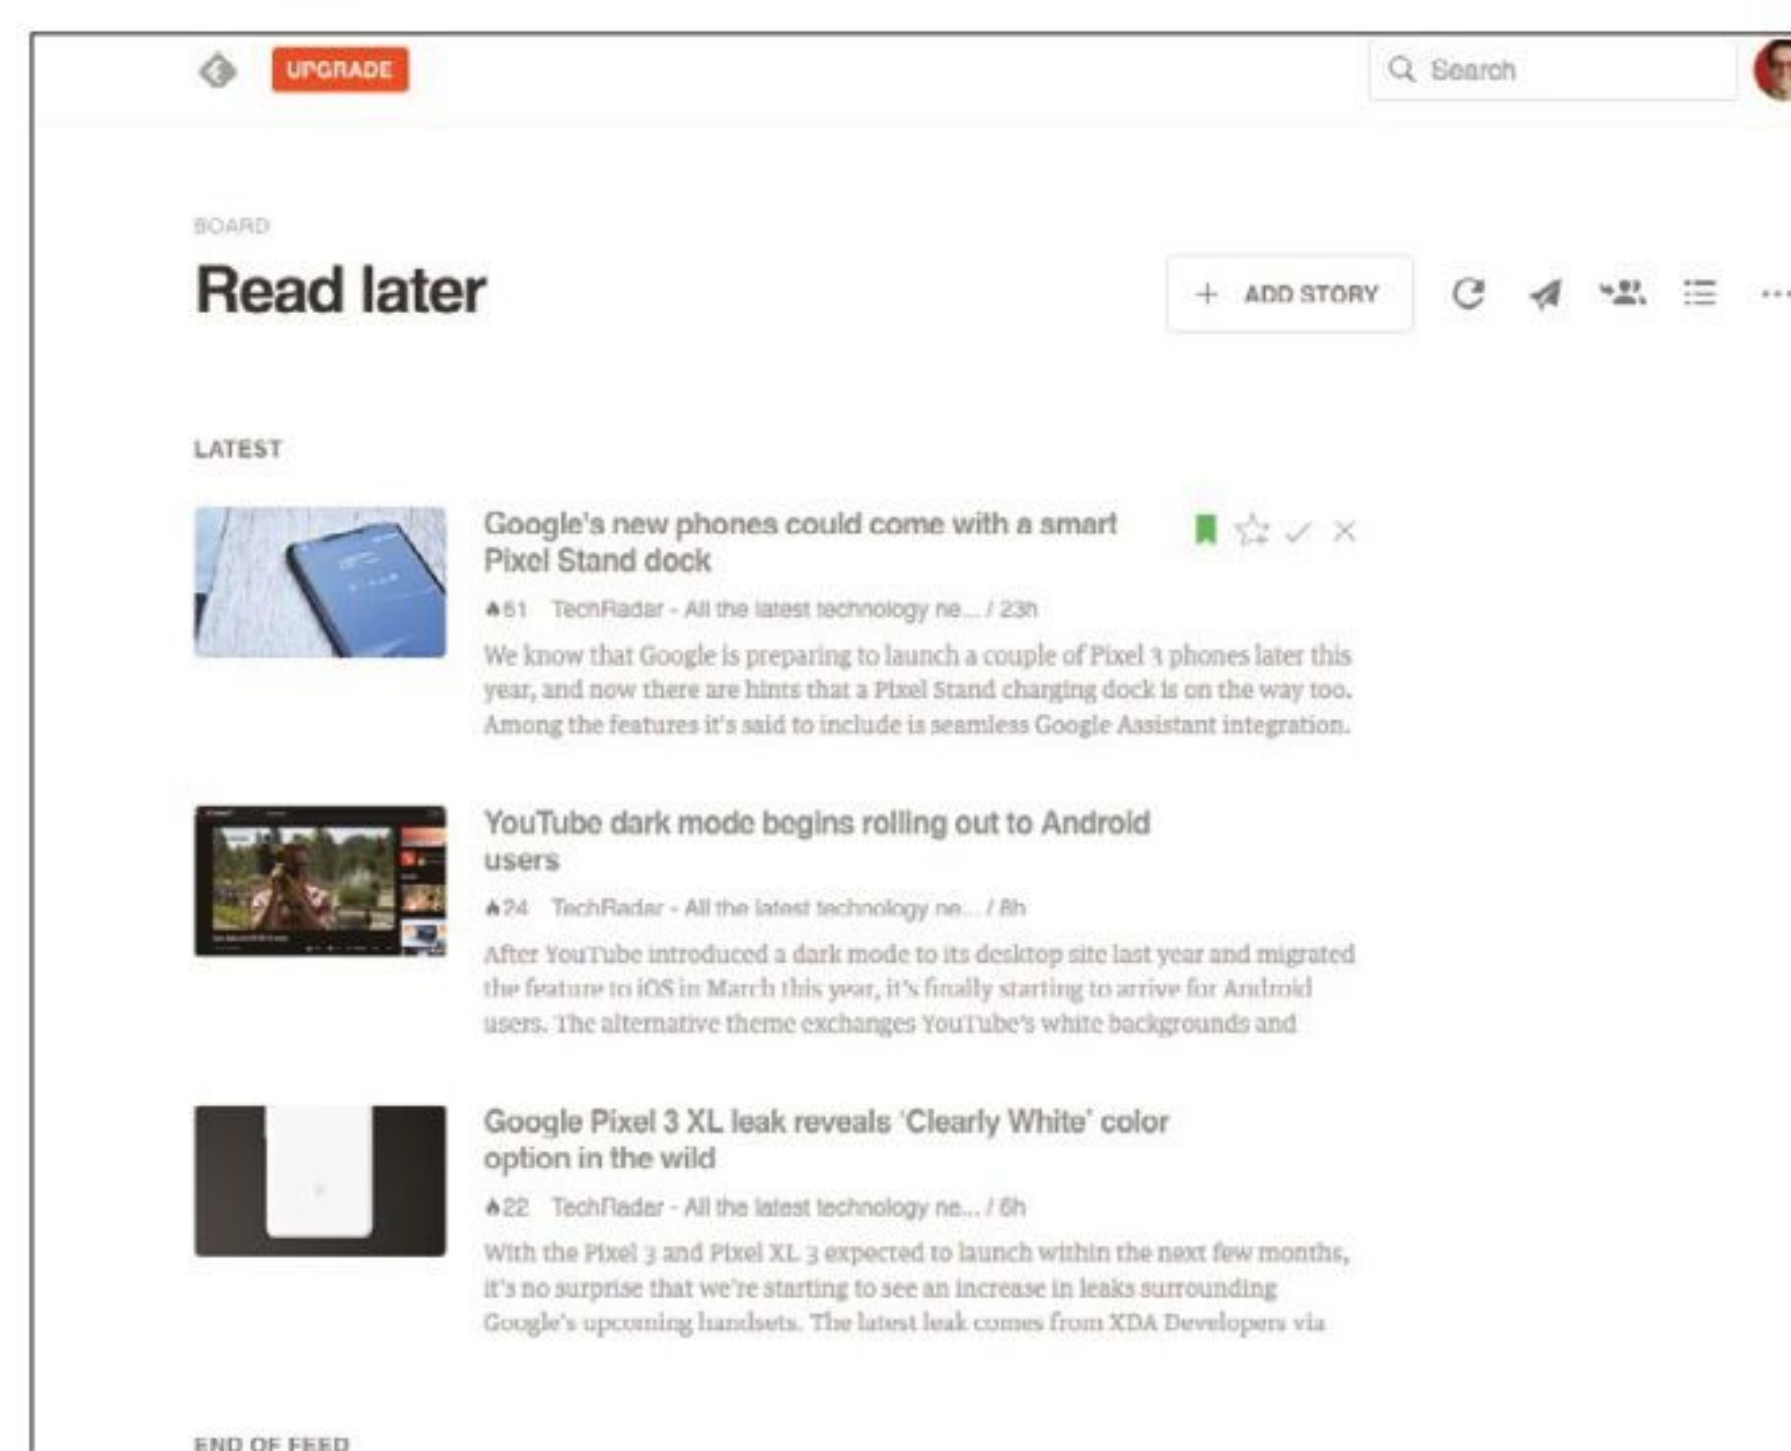 UPGRADE
Search
BOARD
Read later
+ ADD STORY
LATEST
Google's new phones could come with a smart
Pixel Stand dock
61 TechRadar - All the latest technology ne... / 23h
We know that Google is preparing to launch a couple of Pixel 3 phones later this
year, and now there are hints that a Pixel Stand charging dock is on the way too.
Among the features it's said to include is seamless Google Assistant integration.
YouTube dark mode begins rolling out to Android
users
24 TechRadar - All the latest technology ne... / 8h
After YouTube introduced a dark mode to its desktop site last year and migrated
the feature to iOS in March this year, it's finally starting to arrive for Android
users. The alternative theme exchanges YouTube's white backgrounds and
Google Pixel 3 XL leak reveals 'Clearly White' color
option in the wild
22 TechRadar - All the latest technology ne... / 6h
With the Pixel 3 and Pixel XL 3 expected to launch within the next few months,
it's no surprise that we're starting to see an increase in leaks surrounding
Google's upcoming handsets. The latest leak comes from XDA Developers via
END OF FEED